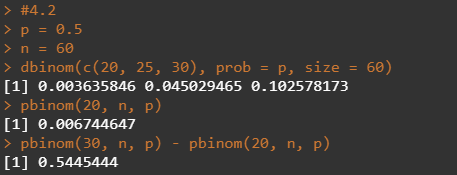 > #4.2
> p = 0.5
> n = 60
> dbinom(c(20, 25, 30), prob = p, size = 60)
[1] 0.003635846 0.045029465 0.102578173
> pbinom(20, n, p)
[1] 0.006744647
> pbinom(30, n, p) - pbinom(20, n, p)
[1] 0.5445444